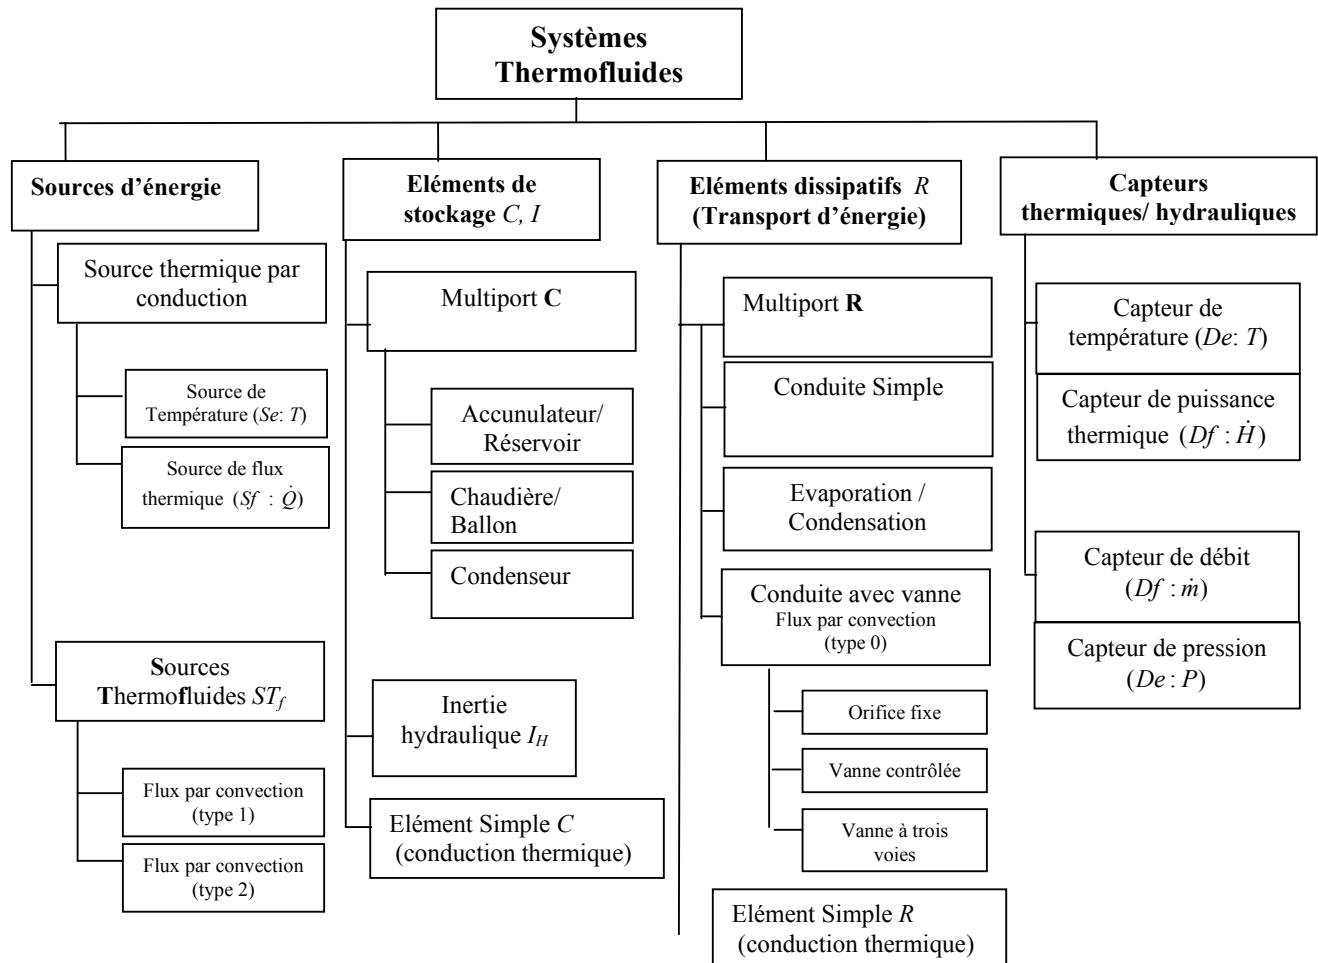 Systèmes
Thermofluides
Sources d'énergie
Eléments de
stockage C, I
Eléments dissipatifs R
(Transport d'énergie)
Capteurs
thermiques/ hydrauliques
Source thermique par
conduction
Source de
Température (Se: T)
Source de flux
thermique (Sf : Q̇)
Sources
Thermofluides STf
Flux par convection
(type 1)
Flux par convection
(type 2)
Multiport C
Accunulateur/
Réservoir
Chaudière/
Ballon
Condenseur
Inertie
hydraulique IH
Elément Simple C
(conduction thermique)
Multiport R
Conduite Simple
Evaporation /
Condensation
Conduite avec vanne
Flux par convection
(type 0)
Orifice fixe
Vanne contrôlée
Vanne à trois
voies
Elément Simple R
(conduction thermique)
Capteur de
température (De: T)
Capteur de puissance
thermique (Df : Ḣ)
Capteur de débit
(Df : ṁ)
Capteur de pression
(De : P)